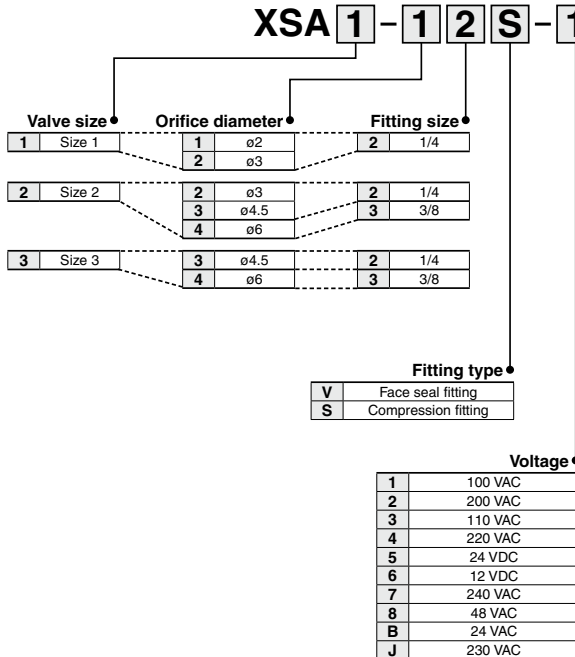 XSA 1 - 1 2 S - 1
Valve size
1 Size 1
2 Size 2
3 Size 3
Orifice diameter
1 ø2
2 ø3
2 ø3
3 ø4.5
4 ø6
3 ø4.5
4 ø6
Fitting size
2 1/4
2 1/4
3 3/8
2 1/4
3 3/8
Fitting type
V Face seal fitting
S Compression fitting
Voltage
1 100 VAC
2 200 VAC
3 110 VAC
4 220 VAC
5 24 VDC
6 12 VDC
7 240 VAC
8 48 VAC
B 24 VAC
J 230 VAC